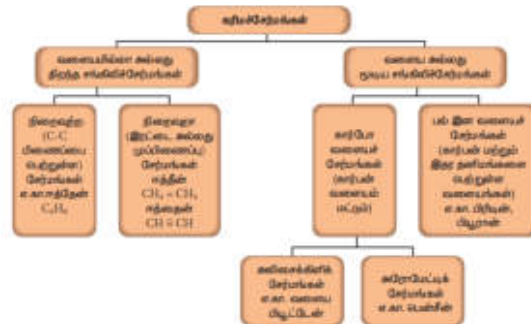 கரிமச்சேர்மங்கள்
வளையமில்லா அல்லது
திறந்த சங்கிலிச்சேர்மங்கள்
வளைய அல்லது
மூடிய சங்கிலிச்சேர்மங்கள்
நிறைவுற்ற
(C-C
பிணைப்பை
பெற்றுள்ள)
சேர்மங்கள்
எ.கா.ஈத்தேன்
C₂H₆
நிறைவுறா
(இரட்டை அல்லது
முப்பிணைப்பு)
சேர்மங்கள்
ஈத்தீன்
CH₂ = CH₂
ஈத்தைன்
CH ≡ CH
கார்போ
வளையச்
சேர்மங்கள்
(கார்பன்
வளையம்
மட்டும்)
பல் இன வளையச்
சேர்மங்கள்
(கார்பன் மற்றும்
இதர தனிமங்களை
பெற்றுள்ள
வளையங்கள்)
எ.கா. பிரிடின்,
பியூரான்
அலிசைக்கிளிக்
சேர்மங்கள்
எ.கா. வளைய
பியூட்டேன்
அரோமேட்டிக்
சேர்மங்கள்
எ.கா. பென்சீன்